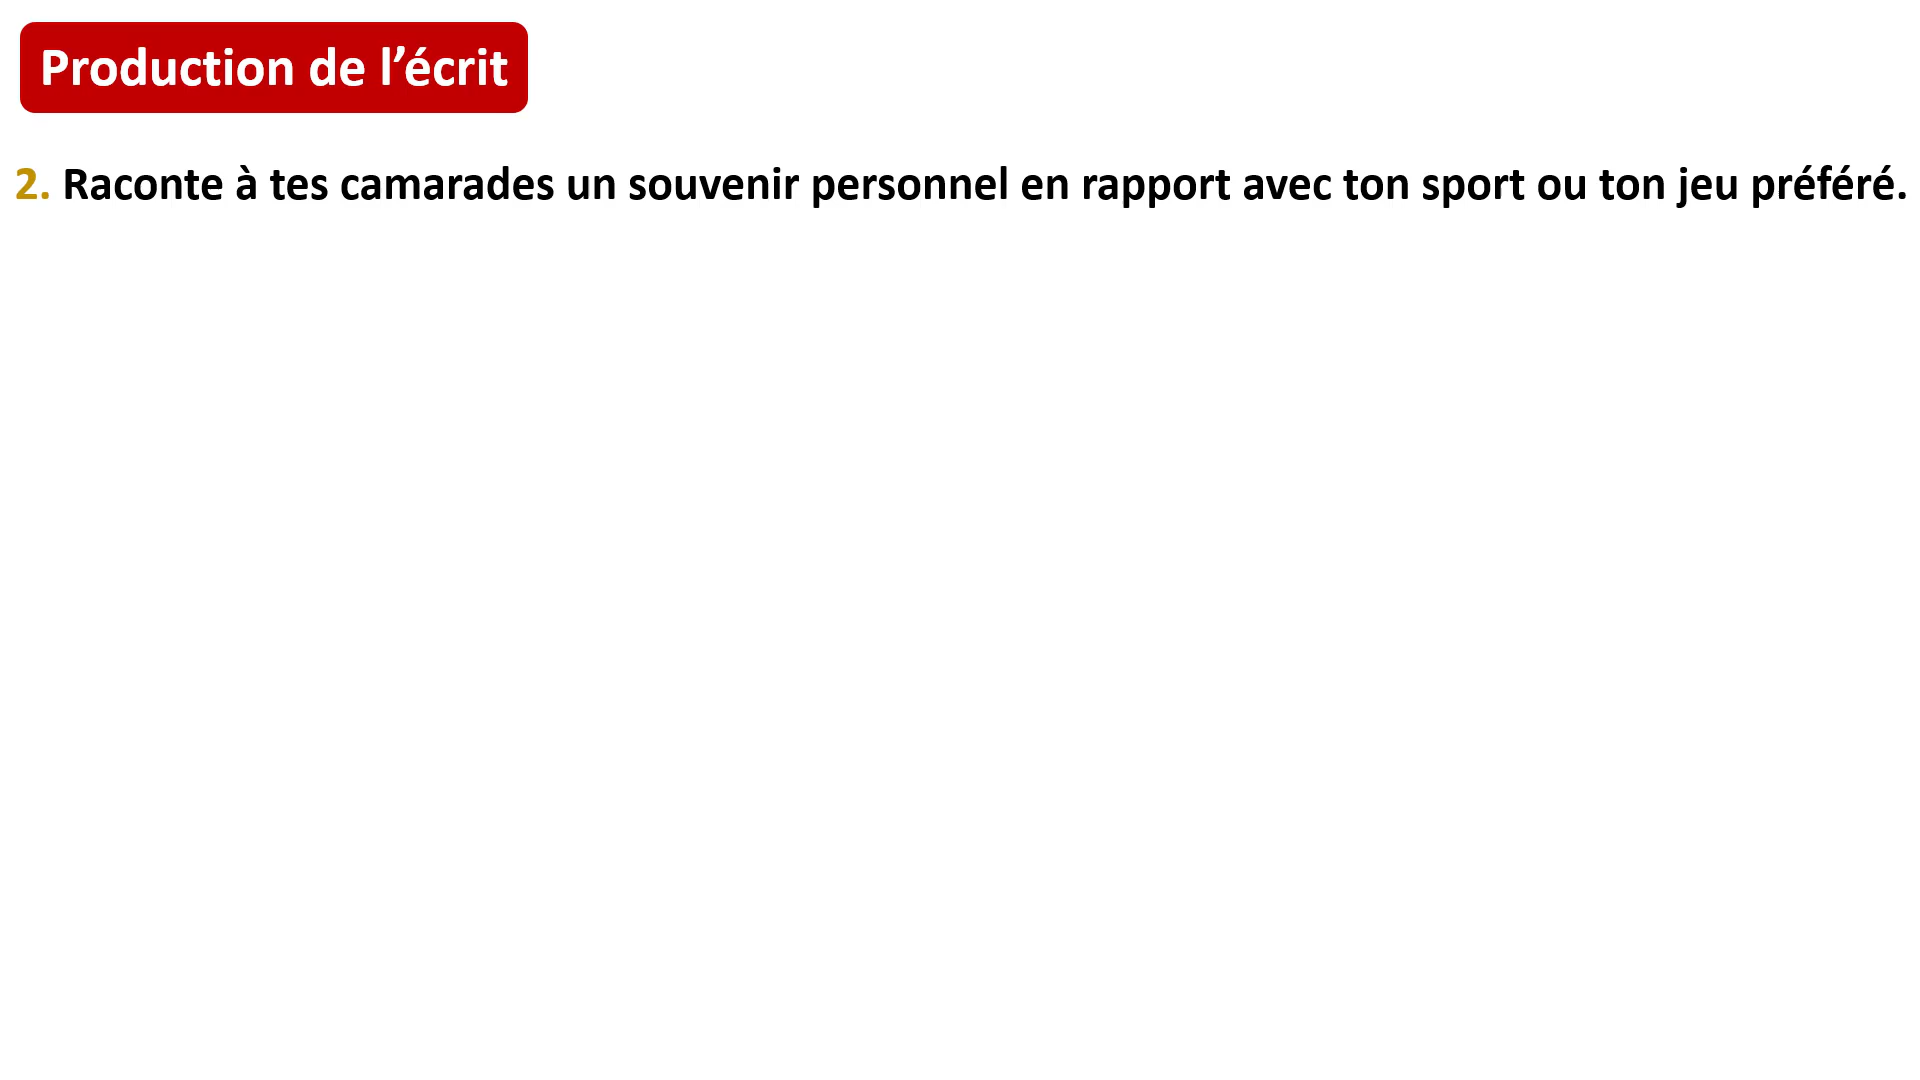 Production de l’écrit
2. Raconte à tes camarades un souvenir personnel en rapport avec ton sport ou ton jeu préféré.